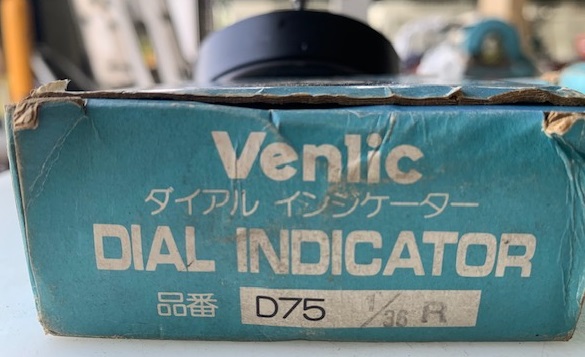 Venlic
ダイアル インジケーター
DIAL INDICATOR
品番 D75 1/36 R